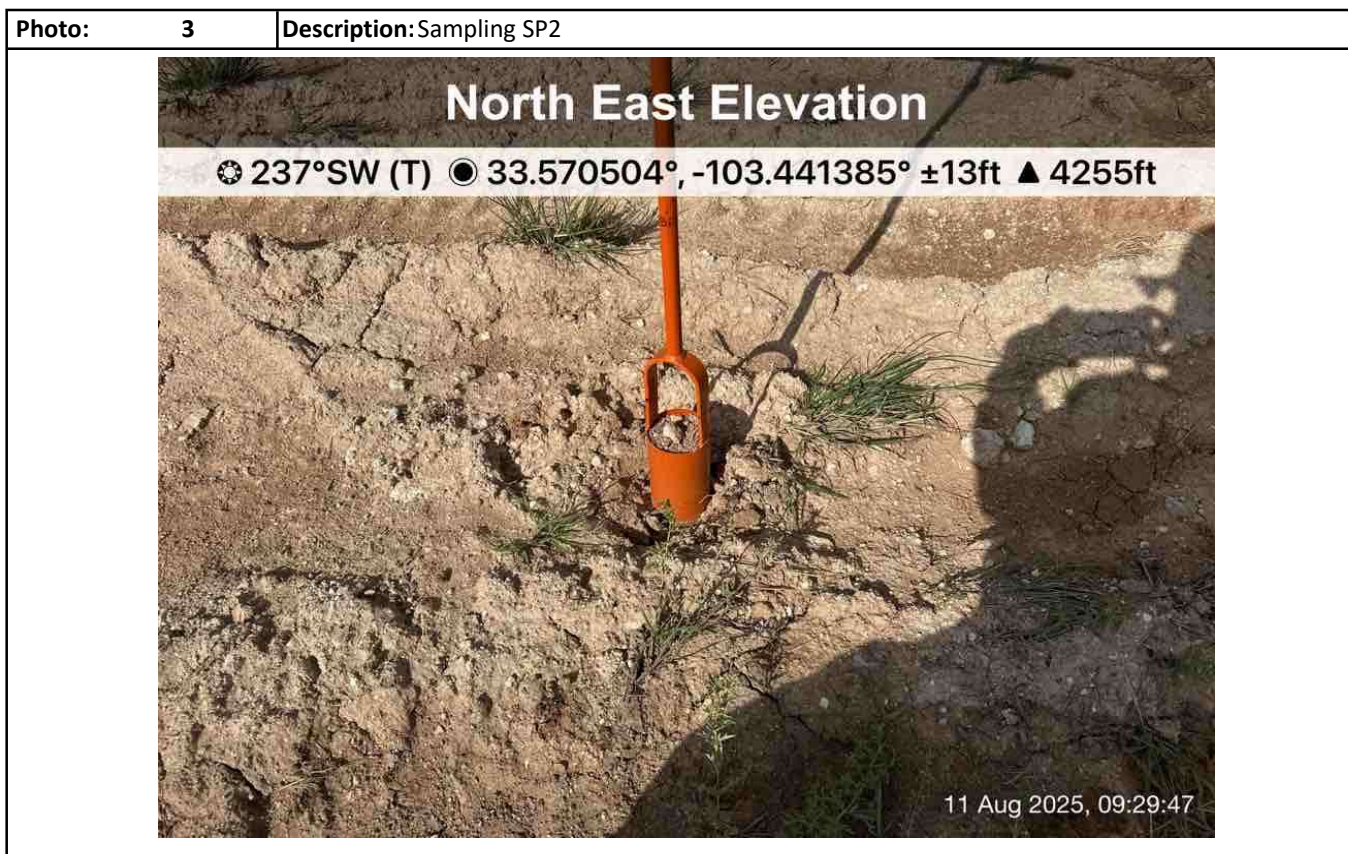 Photo: 3 Description: Sampling SP2
North East Elevation
237°SW (T) 33.570504°, -103.441385° ±13ft ▲ 4255ft
11 Aug 2025, 09:29:47